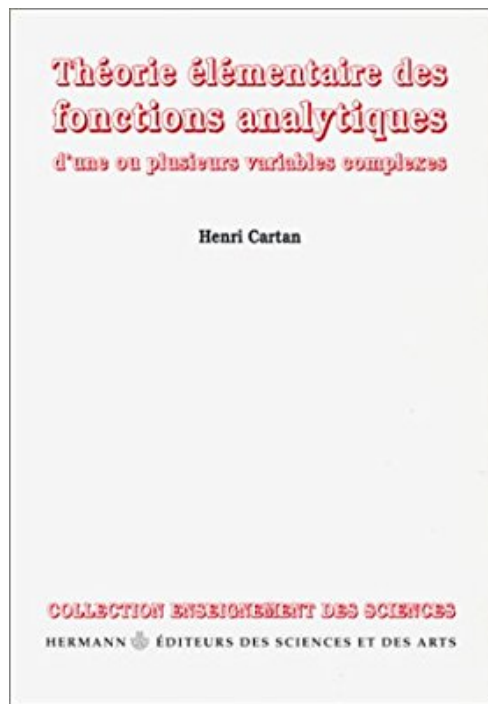 Théorie élémentaire des
fonctions analytiques
d'une ou plusieurs variables complexes
Henri Cartan
COLLECTION ENSEIGNEMENT DES SCIENCES
HERMANN ÉDITEURS DES SCIENCES ET DES ARTS